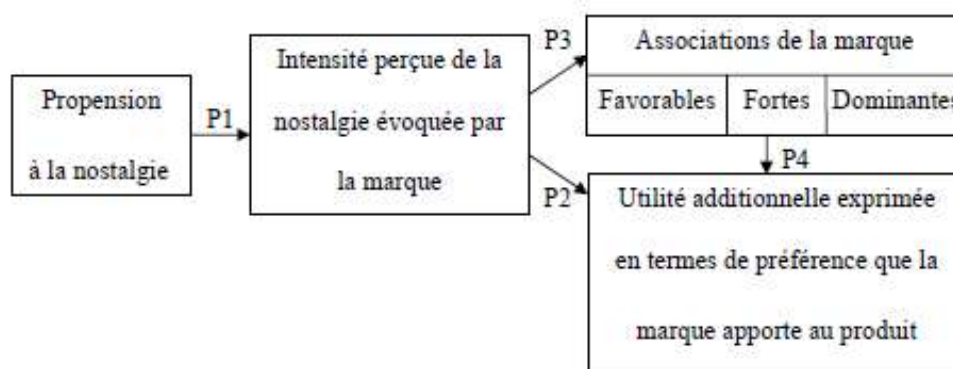 Propension
à la nostalgie
P1
Intensité perçue de la
nostalgie évoquée par
la marque
P3
P2
Associations de la marque
Favorables Fortes Dominantes
P4
Utilité additionnelle exprimée
en termes de préférence que la
marque apporte au produit